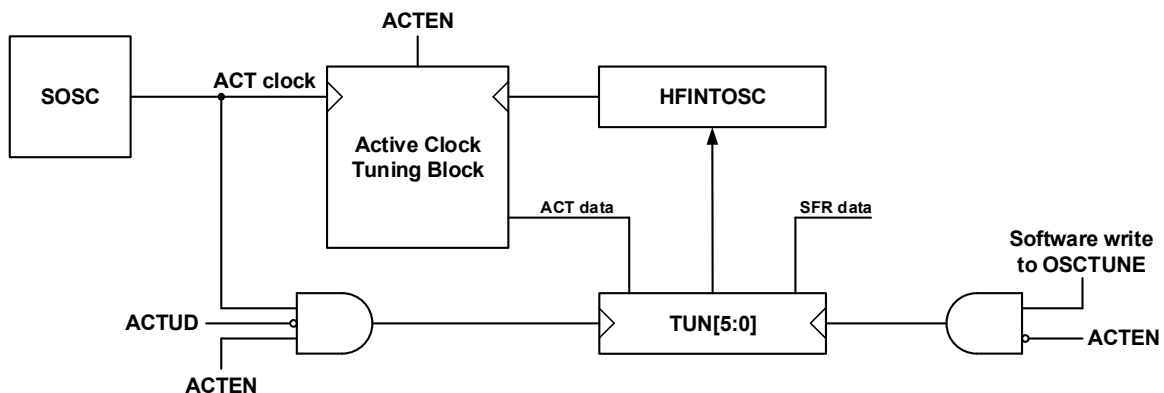 ACTEN
SOSC
ACT clock
HFINTOSC
Active Clock
Tuning Block
ACT data
SFR data
Software write
to OSCTUNE
ACTUD
TUN[5:0]
ACTEN
ACTEN